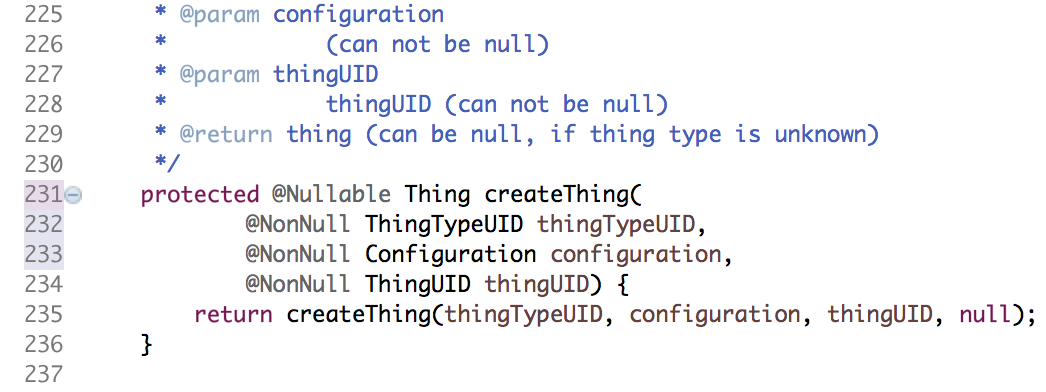 225 * @param configuration
226 *            (can not be null)
227 * @param thingUID
228 *            thingUID (can not be null)
229 * @return thing (can be null, if thing type is unknown)
230 */
231 protected @Nullable Thing createThing(
232         @NonNull ThingTypeUID thingTypeUID,
233         @NonNull Configuration configuration,
234         @NonNull ThingUID thingUID) {
235     return createThing(thingTypeUID, configuration, thingUID, null);
236 }
237